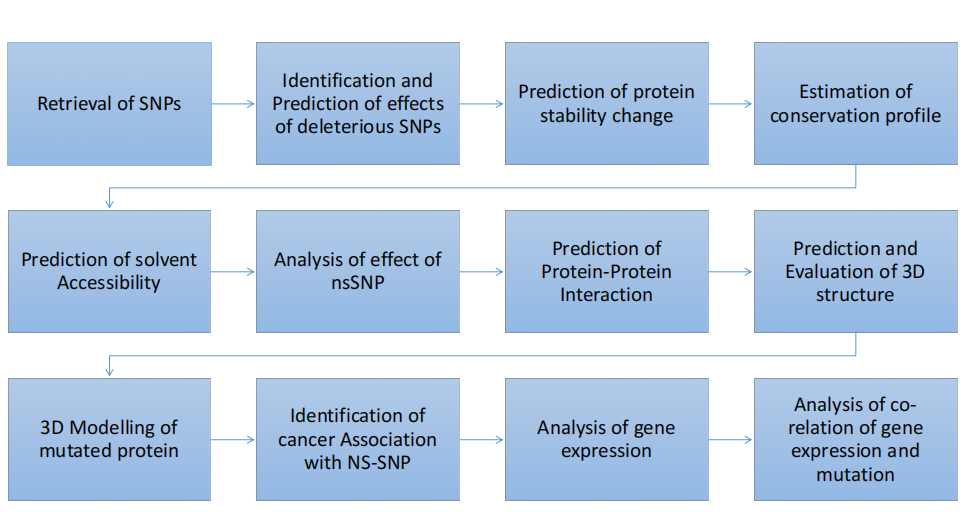 Retrieval of SNPs
Identification and
Prediction of effects
of deleterious SNPs
Prediction of protein
stability change
Estimation of
conservation profile
Prediction of solvent
Accessibility
Analysis of effect of
nsSNP
Prediction of
Protein-Protein
Interaction
Prediction and
Evaluation of 3D
structure
3D Modelling of
mutated protein
Identification of
cancer Association
with NS-SNP
Analysis of gene
expression
Analysis of co-
relation of gene
expression and
mutation